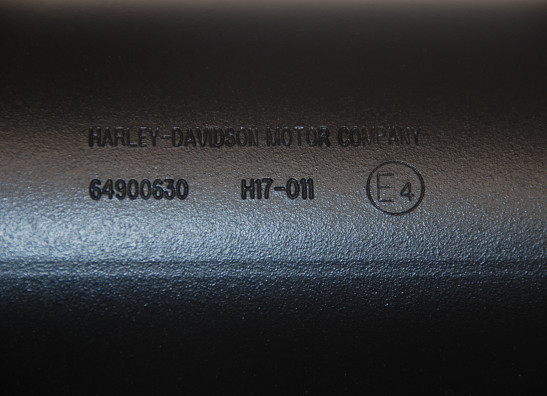 HARLEY-DAVIDSON MOTOR COMPANY
64900630 H17-011 E4